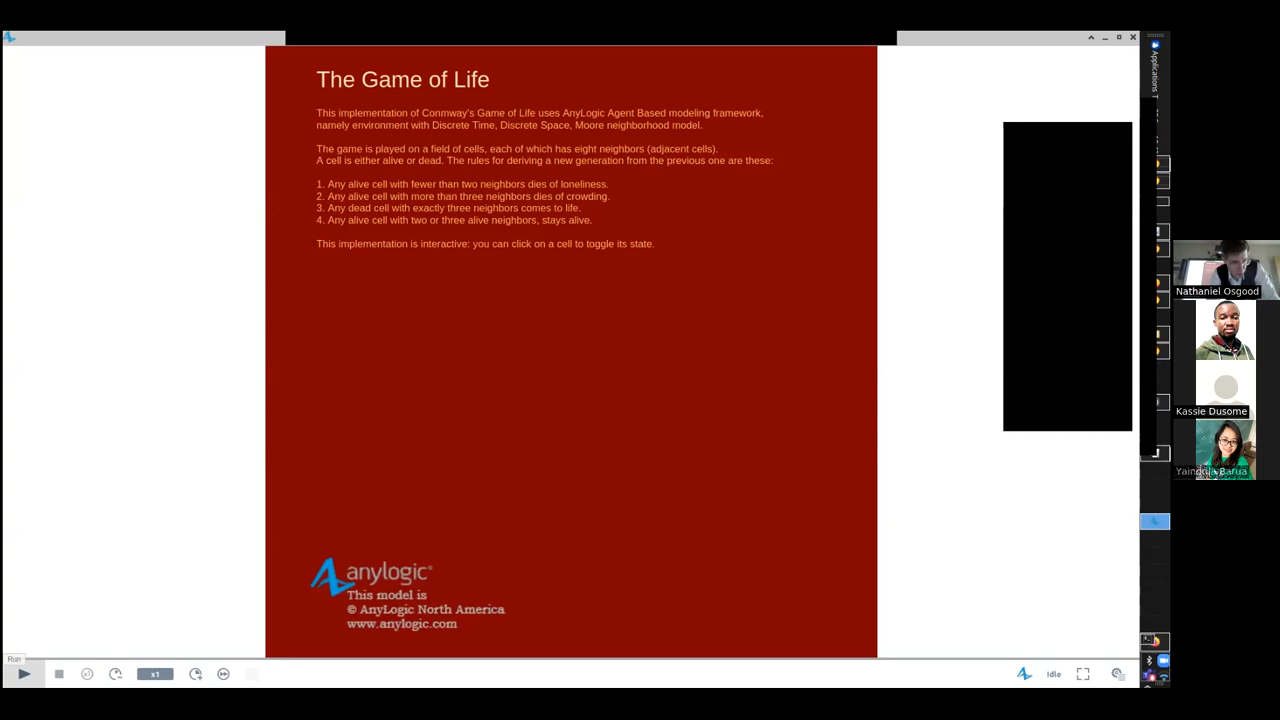 The Game of Life
This implementation of Conmway's Game of Life uses AnyLogic Agent Based modeling framework,
namely environment with Discrete Time, Discrete Space, Moore neighborhood model.
The game is played on a field of cells, each of which has eight neighbors (adjacent cells).
A cell is either alive or dead. The rules for deriving a new generation from the previous one are these:
1. Any alive cell with fewer than two neighbors dies of loneliness.
2. Any alive cell with more than three neighbors dies of crowding.
3. Any dead cell with exactly three neighbors comes to life.
4. Any alive cell with two or three alive neighbors, stays alive.
This implementation is interactive: you can click on a cell to toggle its state.
anylogic®
This model is
© AnyLogic North America
www.anylogic.com
Run
x1
Idle
Applications
Nathaniel Osgood
Kassie Dusome
Barua